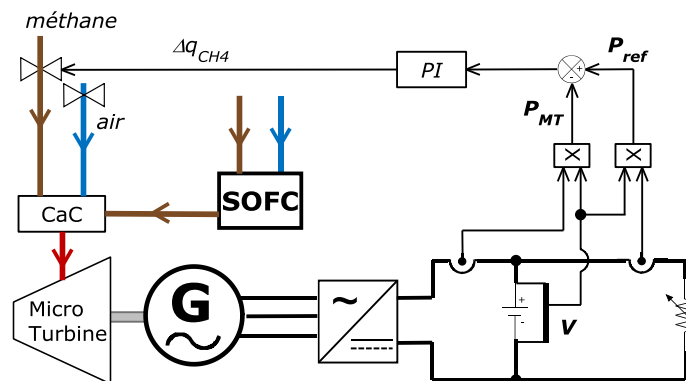 méthane
Δq_CH4
PI
+
-
P_ref
air
P_MT
X
X
CaC
SOFC
Micro
Turbine
G
~
+
-
V